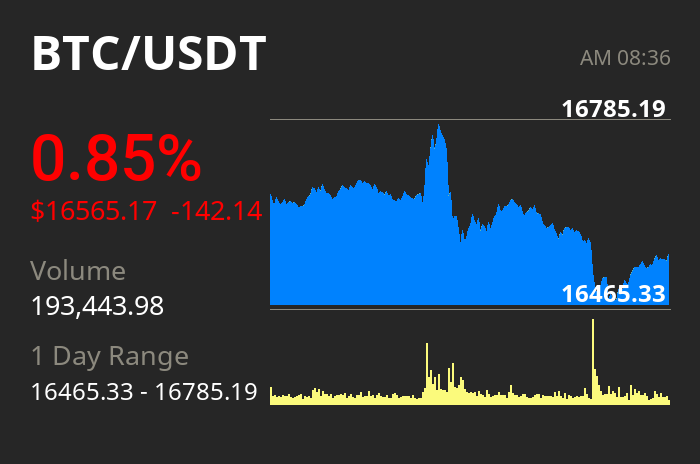 BTC/USDT
AM 08:36
16785.19
0.85%
$16565.17 -142.14
Volume
193,443.98
16465.33
1 Day Range
16465.33 - 16785.19